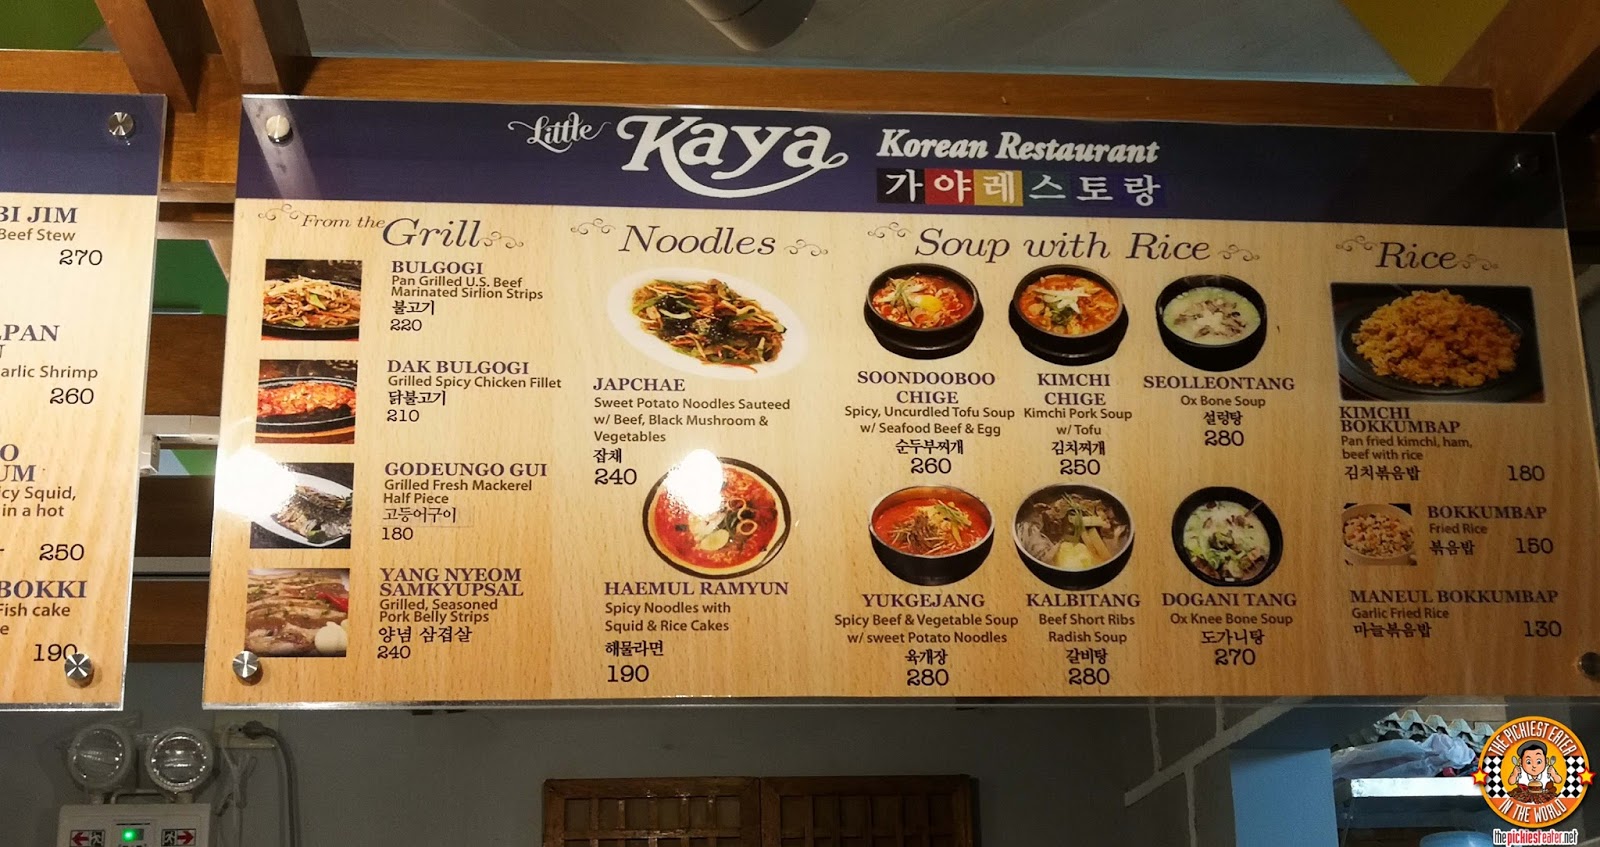 BI JIM
Beef Stew
270
arlic Shrimp
260
UM
icy Squid,
in a hot
250
BOKKI
Fish cake
190
Little Kaya Korean Restaurant
가야레스토랑
From the Grill
BULGOGI
Pan Grilled U.S. Beef
Marinated Sirlion Strips
불고기
220
DAK BULGOGI
Grilled Spicy Chicken Fillet
닭불고기
210
GODEUNGO GUI
Grilled Fresh Mackerel
Half Piece
고등어구이
180
YANG NYEOM
SAMKYUPSAL
Grilled, Seasoned
Pork Belly Strips
양념 삼겹살
240
Noodles
JAPCHAE
Sweet Potato Noodles Sauteed
w/ Beef, Black Mushroom &
Vegetables
잡채
240
HAEMUL RAMYUN
Spicy Noodles with
Squid & Rice Cakes
해물라면
190
Soup with Rice
SOONDOOBOO
CHIGE
Spicy, Uncurdled Tofu Soup
w/ Seafood Beef & Egg
순두부찌개
260
KIMCHI
CHIGE
Kimchi Pork Soup
w/ Tofu
김치찌개
250
SEOLLEONTANG
Ox Bone Soup
설렁탕
280
YUKGEJANG
Spicy Beef & Vegetable Soup
w/ sweet Potato Noodles
육개장
280
KALBITANG
Beef Short Ribs
Radish Soup
갈비탕
280
DOGANI TANG
Ox Knee Bone Soup
도가니탕
270
Rice
KIMCHI
BOKKUMBAP
Pan fried kimchi, ham,
beef with rice
김치볶음밥 180
BOKKUMBAP
Fried Rice
볶음밥 150
MANEUL BOKKUMBAP
Garlic Fried Rice
마늘볶음밥 130
THE PICKIEST EATER
IN THE WORLD
thepickiesteater.net